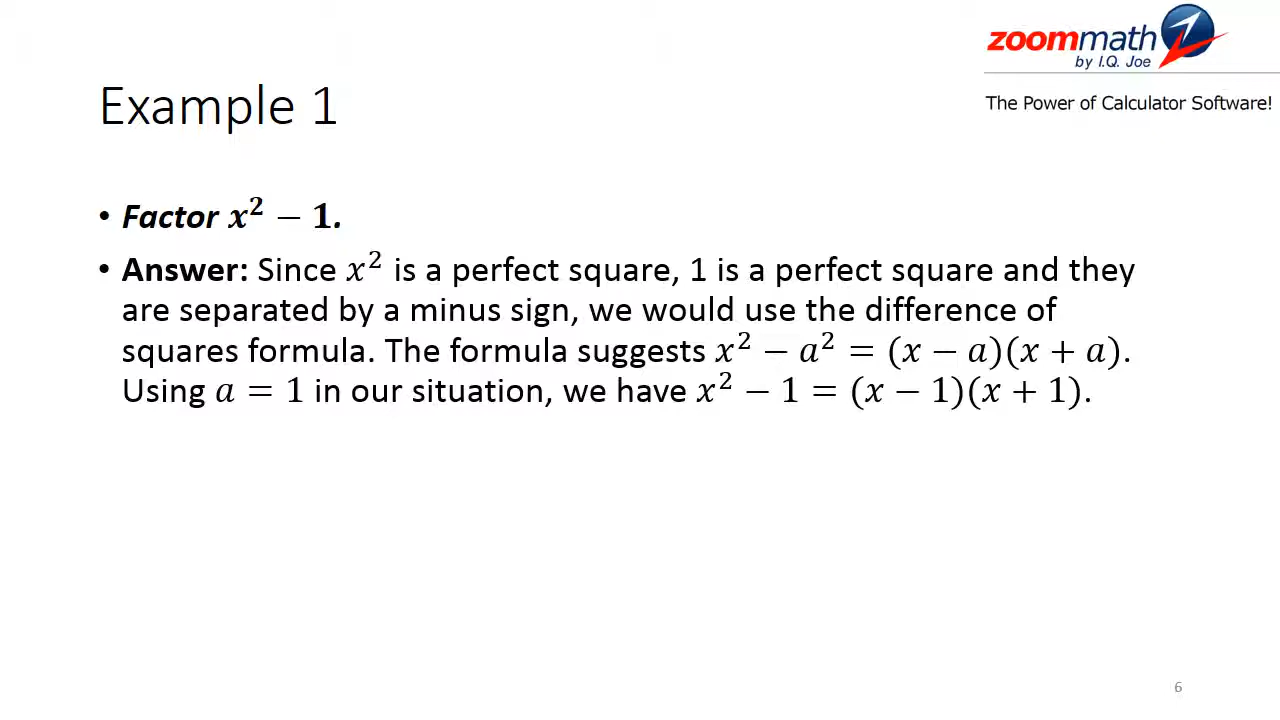 zoommath
by I.Q. Joe
The Power of Calculator Software!
Example 1
• Factor x² − 1.
• Answer: Since x² is a perfect square, 1 is a perfect square and they
are separated by a minus sign, we would use the difference of
squares formula. The formula suggests x² − a² = (x − a)(x + a).
Using a = 1 in our situation, we have x² − 1 = (x − 1)(x + 1).
6